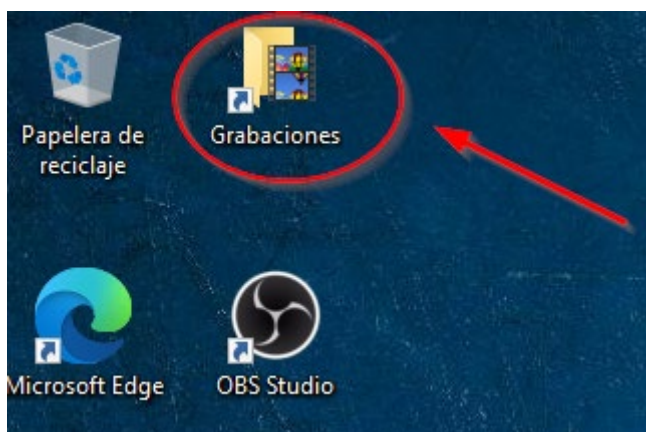 Papelera de
reciclaje
Grabaciones
Microsoft Edge
OBS Studio